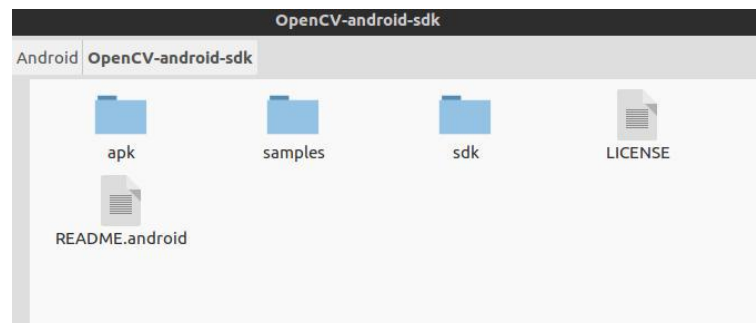 OpenCV-android-sdk
Android OpenCV-android-sdk
apk samples sdk LICENSE
README.android